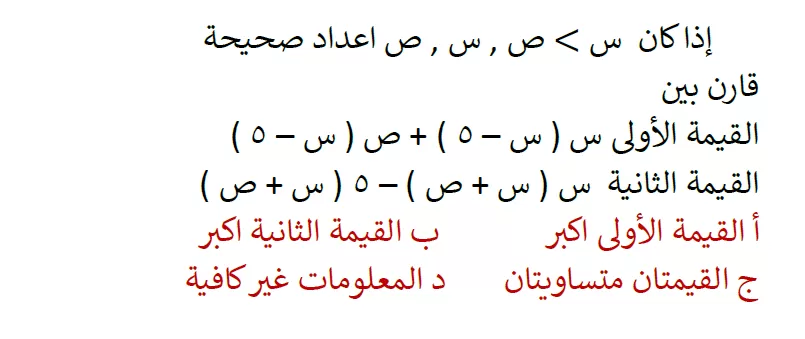 إذا كان س > ص , س , ص اعداد صحيحة
قارن بين
القيمة الأولى س ( س – ٥ ) + ص ( س – ٥ )
القيمة الثانية س ( س + ص ) – ٥ ( س + ص )
أ القيمة الأولى اكبر ب القيمة الثانية اكبر
ج القيمتان متساويتان د المعلومات غير كافية